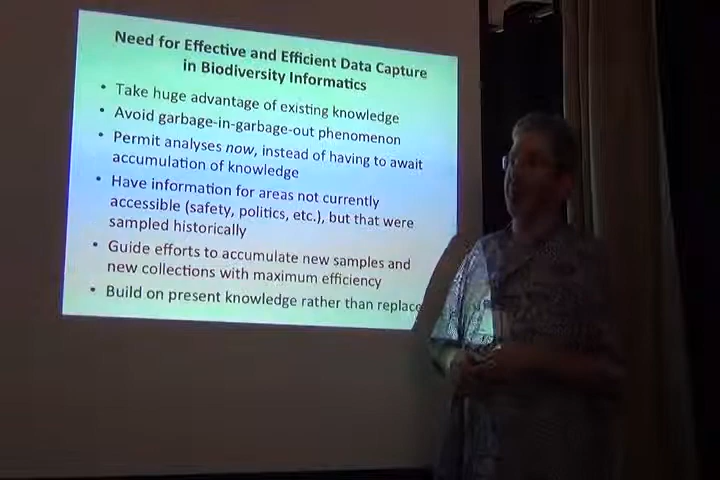 Need for Effective and Efficient Data Capture
in Biodiversity Informatics
• Take huge advantage of existing knowledge
• Avoid garbage-in-garbage-out phenomenon
• Permit analyses now, instead of having to await
accumulation of knowledge
• Have information for areas not currently
accessible (safety, politics, etc.), but that were
sampled historically
• Guide efforts to accumulate new samples and
new collections with maximum efficiency
• Build on present knowledge rather than replace